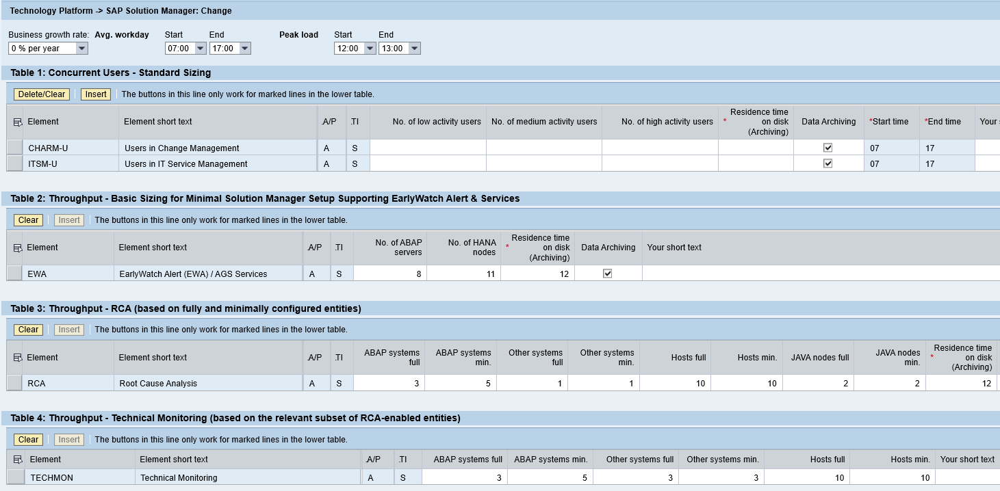 Technology Platform -> SAP Solution Manager: Change
Business growth rate: Avg. workday Start End Peak load Start End
0 % per year 07:00 17:00 12:00 13:00
Table 1: Concurrent Users - Standard Sizing
Delete/Clear Insert The buttons in this line only work for marked lines in the lower table.
Element Element short text .A/P .TI No. of low activity users No. of medium activity users No. of high activity users * Residence time on disk (Archiving) Data Archiving *Start time *End time Your
CHARM-U Users in Change Management A S 07 17
ITSM-U Users in IT Service Management A S 07 17
Table 2: Throughput - Basic Sizing for Minimal Solution Manager Setup Supporting EarlyWatch Alert & Services
Clear Insert The buttons in this line only work for marked lines in the lower table.
Element Element short text .A/P .TI No. of ABAP servers No. of HANA nodes * Residence time on disk (Archiving) Data Archiving Your short text
EWA EarlyWatch Alert (EWA) / AGS Services A S 8 11 12
Table 3: Throughput - RCA (based on fully and minimally configured entities)
Clear Insert The buttons in this line only work for marked lines in the lower table.
Element Element short text .A/P .TI ABAP systems full ABAP systems min. Other systems full Other systems min. Hosts full Hosts min. JAVA nodes full JAVA nodes min. * Residence time on disk (Archiving)
RCA Root Cause Analysis A S 3 5 1 1 10 10 2 2 12
Table 4: Throughput - Technical Monitoring (based on the relevant subset of RCA-enabled entities)
Clear Insert The buttons in this line only work for marked lines in the lower table.
Element Element short text .A/P .TI ABAP systems full ABAP systems min. Other systems full Other systems min. Hosts full Hosts min. Your short text
TECHMON Technical Monitoring A S 3 5 3 3 10 10